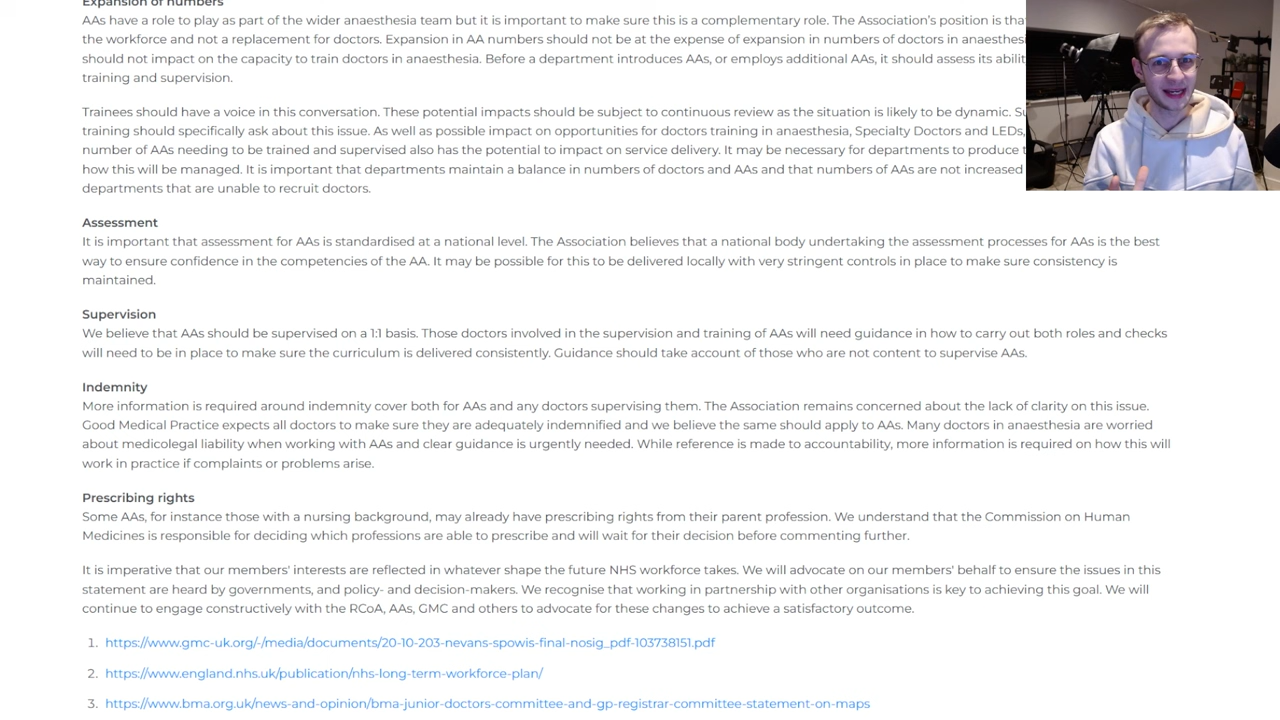 Expansion of numbers
AAs have a role to play as part of the wider anaesthesia team but it is important to make sure this is a complementary role. The Association's position is
the workforce and not a replacement for doctors. Expansion in AA numbers should not be at the expense of expansion in numbers of doctors in
should not impact on the capacity to train doctors in anaesthesia. Before a department introduces AAs, or employs additional AAs, it should assess its
training and supervision.
Trainees should have a voice in this conversation. These potential impacts should be subject to continuous review as the situation is likely to be dynamic.
training should specifically ask about this issue. As well as possible impact on opportunities for doctors training in anaesthesia, Specialty Doctors and LEDs,
number of AAs needing to be trained and supervised also has the potential to impact on service delivery. It may be necessary for departments to produce
how this will be managed. It is important that departments maintain a balance in numbers of doctors and AAs and that numbers of AAs are not increased
departments that are unable to recruit doctors.
Assessment
It is important that assessment for AAs is standardised at a national level. The Association believes that a national body undertaking the assessment processes for AAs is the best
way to ensure confidence in the competencies of the AA. It may be possible for this to be delivered locally with very stringent controls in place to make sure consistency is
maintained.
Supervision
We believe that AAs should be supervised on a 1:1 basis. Those doctors involved in the supervision and training of AAs will need guidance in how to carry out both roles and checks
will need to be in place to make sure the curriculum is delivered consistently. Guidance should take account of those who are not content to supervise AAs.
Indemnity
More information is required around indemnity cover both for AAs and any doctors supervising them. The Association remains concerned about the lack of clarity on this issue.
Good Medical Practice expects all doctors to make sure they are adequately indemnified and we believe the same should apply to AAs. Many doctors in anaesthesia are worried
about medicolegal liability when working with AAs and clear guidance is urgently needed. While reference is made to accountability, more information is required on how this will
work in practice if complaints or problems arise.
Prescribing rights
Some AAs, for instance those with a nursing background, may already have prescribing rights from their parent profession. We understand that the Commission on Human
Medicines is responsible for deciding which professions are able to prescribe and will wait for their decision before commenting further.
It is imperative that our members' interests are reflected in whatever shape the future NHS workforce takes. We will advocate on our members' behalf to ensure the issues in this
statement are heard by governments, and policy- and decision-makers. We recognise that working in partnership with other organisations is key to achieving this goal. We will
continue to engage constructively with the RCoA, AAs, GMC and others to advocate for these changes to achieve a satisfactory outcome.
1. https://www.gmc-uk.org/-/media/documents/20-10-203-nevans-spowis-final-nosig_pdf-103738151.pdf
2. https://www.england.nhs.uk/publication/nhs-long-term-workforce-plan/
3. https://www.bma.org.uk/news-and-opinion/bma-junior-doctors-committee-and-gp-registrar-committee-statement-on-maps